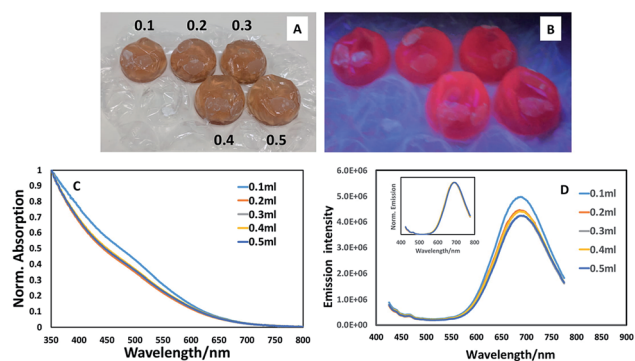 A
0.1 0.2 0.3
0.4 0.5
B
C
Norm. Absorption
1
0.9
0.8
0.7
0.6
0.5
0.4
0.3
0.2
0.1
0
350 400 450 500 550 600 650 700 750 800
Wavelength/nm
0.1ml
0.2ml
0.3ml
0.4ml
0.5ml
D
Emission Intensity
6.0E+06
5.0E+06
4.0E+06
3.0E+06
2.0E+06
1.0E+06
0.0E+00
400 450 500 550 600 650 700 750 800 850 900
Wavelength/nm
0.1ml
0.2ml
0.3ml
0.4ml
0.5ml
Norm. Emission
400 500 600 700 800
Wavelength/nm